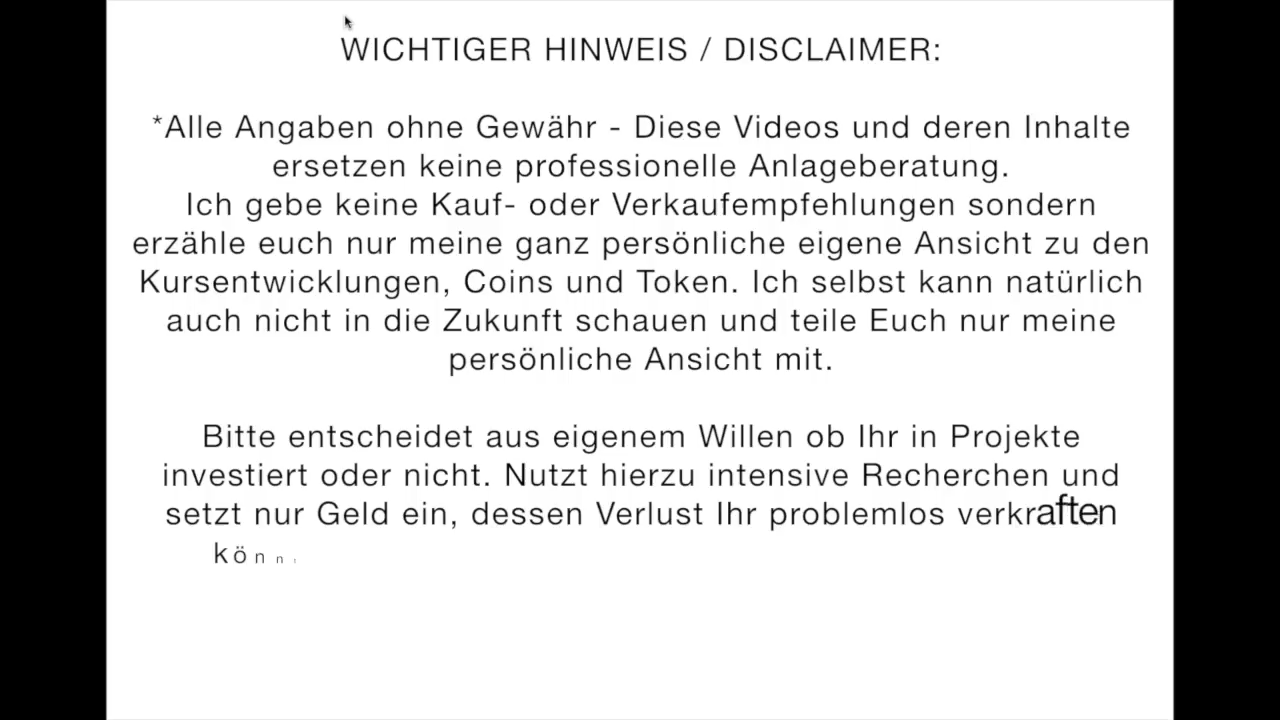 WICHTIGER HINWEIS / DISCLAIMER:
*Alle Angaben ohne Gewähr - Diese Videos und deren Inhalte
ersetzen keine professionelle Anlageberatung.
Ich gebe keine Kauf- oder Verkaufempfehlungen sondern
erzähle euch nur meine ganz persönliche eigene Ansicht zu den
Kursentwicklungen, Coins und Token. Ich selbst kann natürlich
auch nicht in die Zukunft schauen und teile Euch nur meine
persönliche Ansicht mit.
Bitte entscheidet aus eigenem Willen ob Ihr in Projekte
investiert oder nicht. Nutzt hierzu intensive Recherchen und
setzt nur Geld ein, dessen Verlust Ihr problemlos verkraften